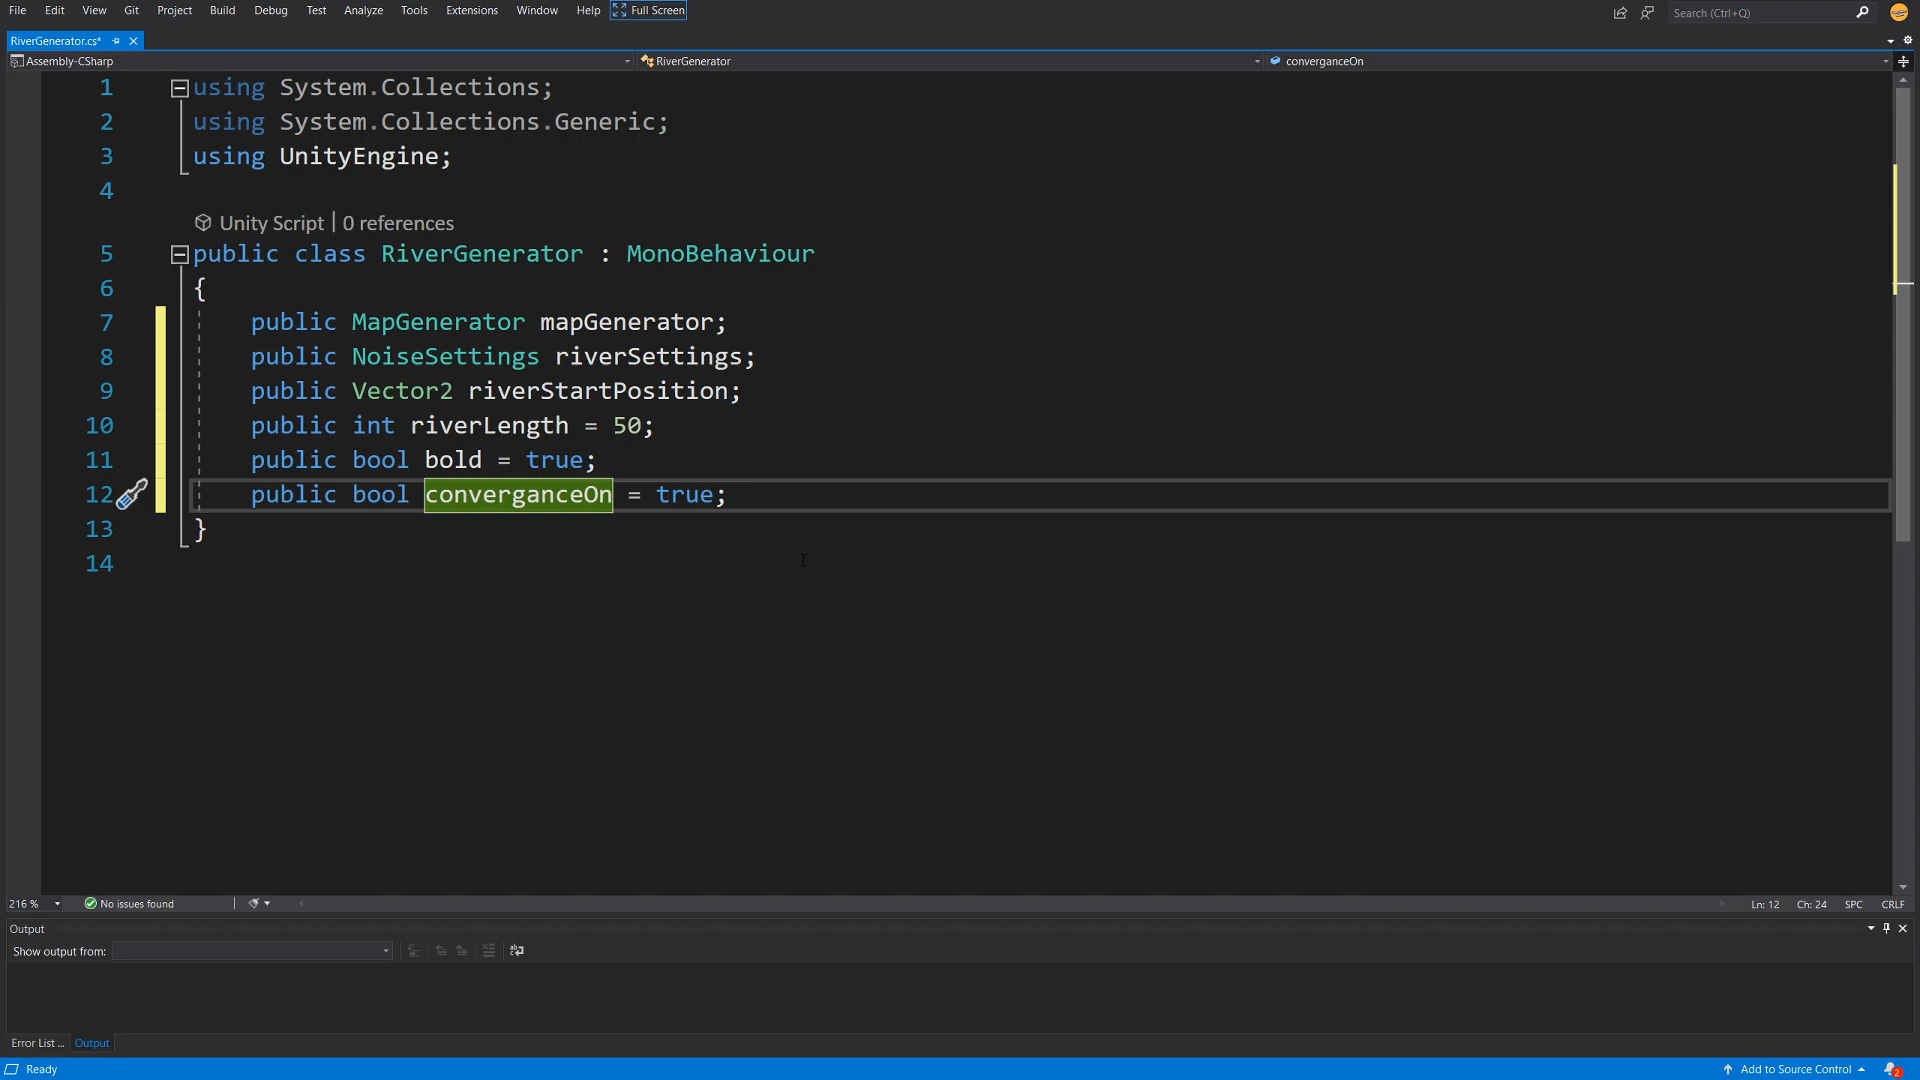 File Edit View Git Project Build Debug Test Analyze Tools Extensions Window Help Full Screen Search (Ctrl+Q)
RiverGenerator.cs*
Assembly-CSharp RiverGenerator converganceOn
1 using System.Collections;
2 using System.Collections.Generic;
3 using UnityEngine;
4
Unity Script | 0 references
5 public class RiverGenerator : MonoBehaviour
6 {
7 public MapGenerator mapGenerator;
8 public NoiseSettings riverSettings;
9 public Vector2 riverStartPosition;
10 public int riverLength = 50;
11 public bool bold = true;
12 public bool converganceOn = true;
13 }
14
216 % No issues found Ln: 12 Ch: 24 SPC CRLF
Output
Show output from:
Error List ... Output
Ready Add to Source Control 2